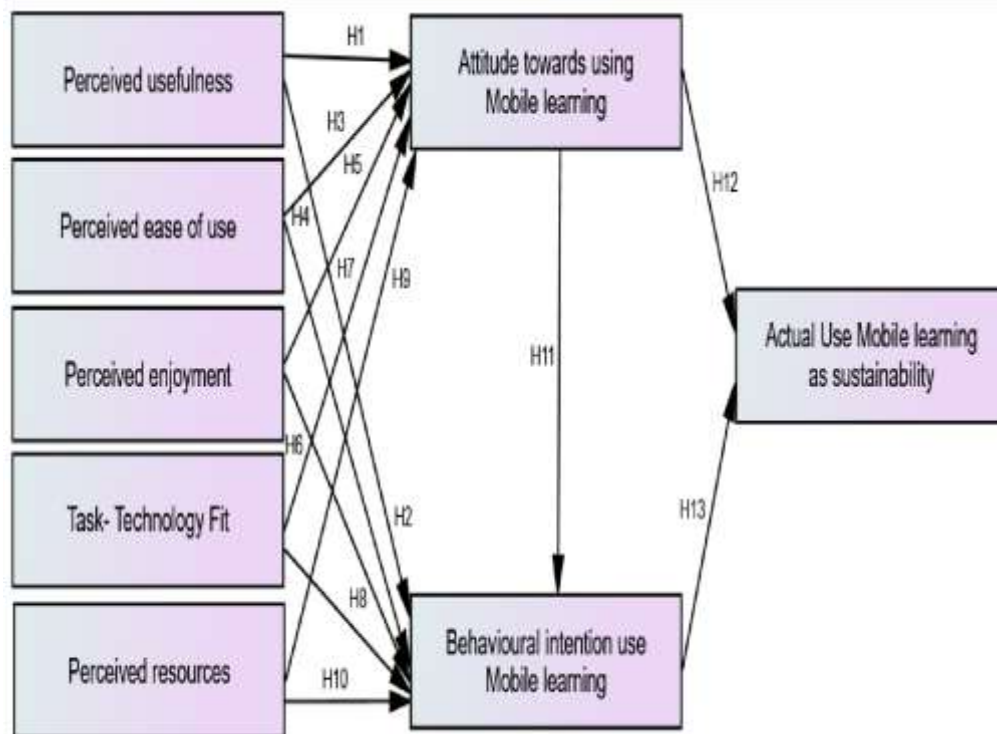 Perceived usefulness
Perceived ease of use
Perceived enjoyment
Task- Technology Fit
Perceived resources
H1
H3
H5
H4
H7
H9
H6
H2
H8
H10
Attitude towards using
Mobile learning
H11
Behavioural intention use
Mobile learning
H12
H13
Actual Use Mobile learning
as sustainability